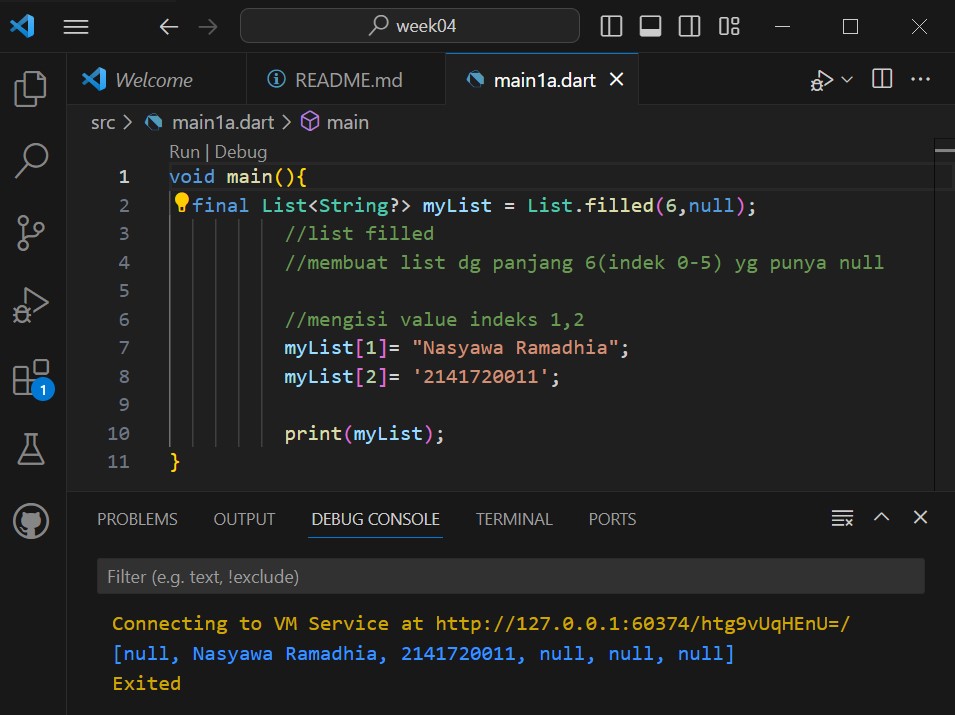 week04
Welcome
README.md
main1a.dart
src > main1a.dart > main
Run | Debug
1 void main(){
2 final List<String?> myList = List.filled(6,null);
3 //list filled
4 //membuat list dg panjang 6(indek 0-5) yg punya null
5
6 //mengisi value indeks 1,2
7 myList[1]= "Nasyawa Ramadhia";
8 myList[2]= '2141720011';
9
10 print(myList);
11 }
1
PROBLEMS OUTPUT DEBUG CONSOLE TERMINAL PORTS
Filter (e.g. text, !exclude)
Connecting to VM Service at http://127.0.0.1:60374/htg9vUqHEnU=/
[null, Nasyawa Ramadhia, 2141720011, null, null, null]
Exited